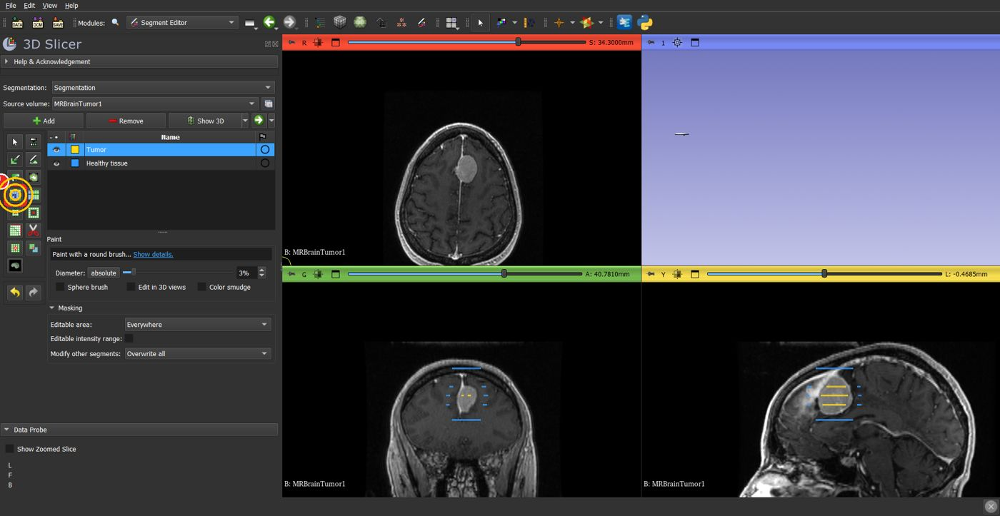 File Edit View Help
DATA DCM SAVE Modules: Segment Editor
3D Slicer
Help & Acknowledgement
Segmentation: Segmentation
Source volume: MRBrainTumor1
Add Remove Show 3D
Name
Tumor
Healthy tissue
Paint
Paint with a round brush... Show details.
Diameter: absolute 3%
Sphere brush Edit in 3D views Color smudge
Masking
Editable area: Everywhere
Editable intensity range:
Modify other segments: Overwrite all
Data Probe
Show Zoomed Slice
L
F
B
R S: 34.3000mm
B: MRBrainTumor1
1
G A: 40.7810mm
B: MRBrainTumor1
Y L: -0.4685mm
B: MRBrainTumor1